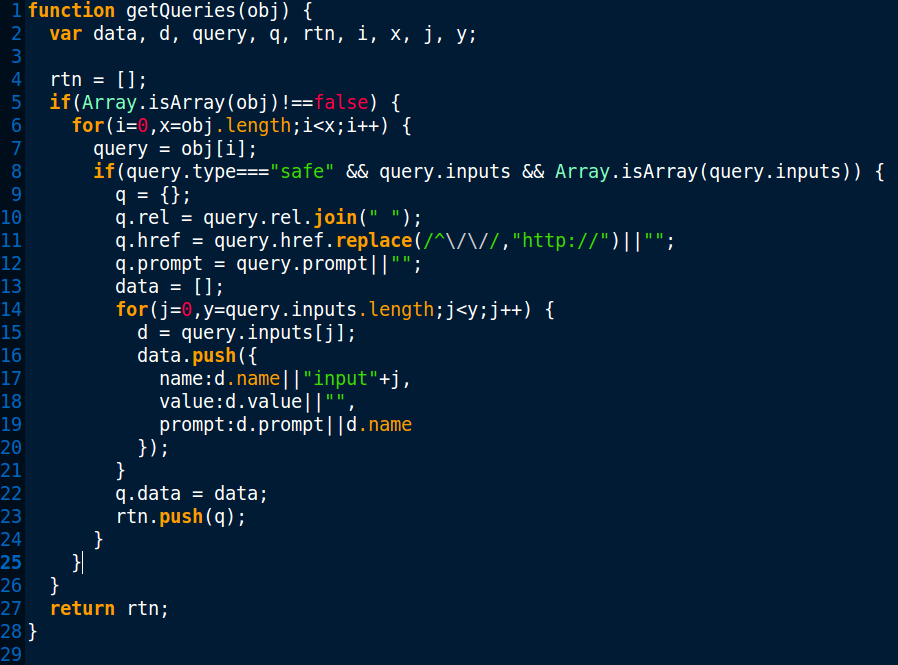 1 function getQueries(obj) {
2   var data, d, query, q, rtn, i, x, j, y;
3
4   rtn = [];
5   if(Array.isArray(obj)!==false) {
6     for(i=0,x=obj.length;i<x;i++) {
7       query = obj[i];
8       if(query.type==="safe" && query.inputs && Array.isArray(query.inputs)) {
9         q = {};
10         q.rel = query.rel.join(" ");
11         q.href = query.href.replace(/^\/\//,"http://")||"";
12         q.prompt = query.prompt||"";
13         data = [];
14         for(j=0,y=query.inputs.length;j<y;j++) {
15           d = query.inputs[j];
16           data.push({
17             name:d.name||"input"+j,
18             value:d.value||"",
19             prompt:d.prompt||d.name
20           });
21         }
22         q.data = data;
23         rtn.push(q);
24       }
25     }
26   }
27   return rtn;
28 }
29